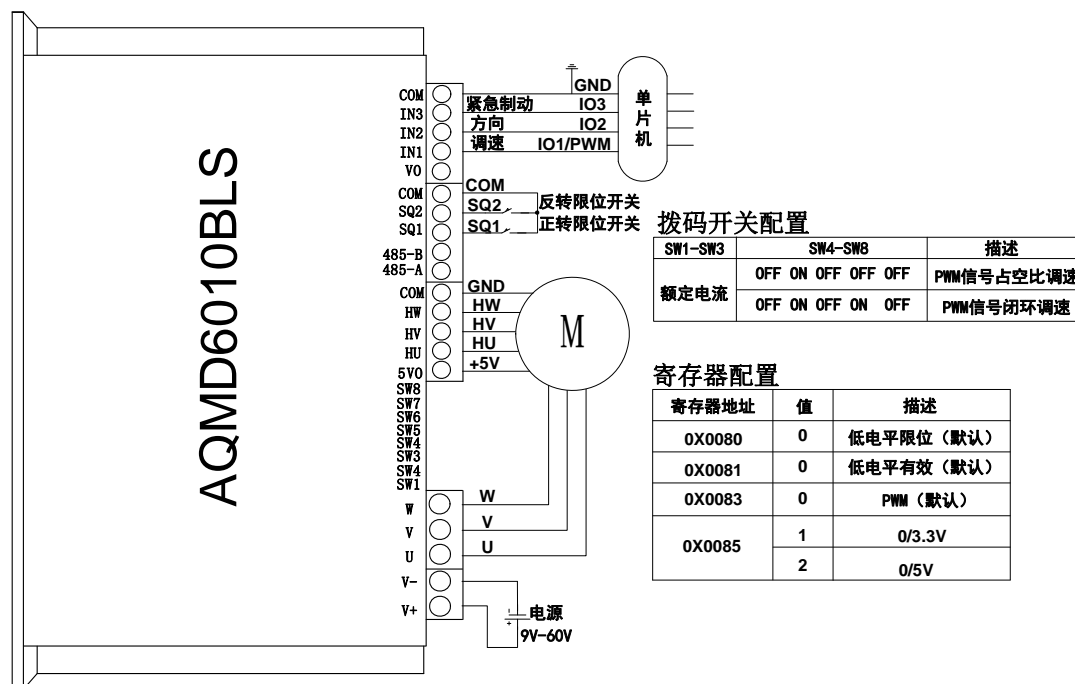 AQMD6010BLS
COM
IN3
IN2
IN1
VO
COM
SQ2
SQ1
485-B
485-A
COM
HW
HV
HU
5VO
SW8
SW7
SW6
SW5
SW4
SW3
SW4
SW1
W
V
U
V-
V+
GND
紧急制动 IO3
方向 IO2
调速 IO1/PWM
单片机
COM
SQ2 反转限位开关
SQ1 正转限位开关
GND
HW
HV
HU
+5V
M
W
V
U
电源
9V-60V
拨码开关配置
SW1-SW3 SW4-SW8 描述
额定电流
OFF ON OFF OFF OFF PWM信号占空比调速
OFF ON OFF ON OFF PWM信号闭环调速
寄存器配置
寄存器地址 值 描述
0X0080 0 低电平限位（默认）
0X0081 0 低电平有效（默认）
0X0083 0 PWM（默认）
0X0085
1 0/3.3V
2 0/5V